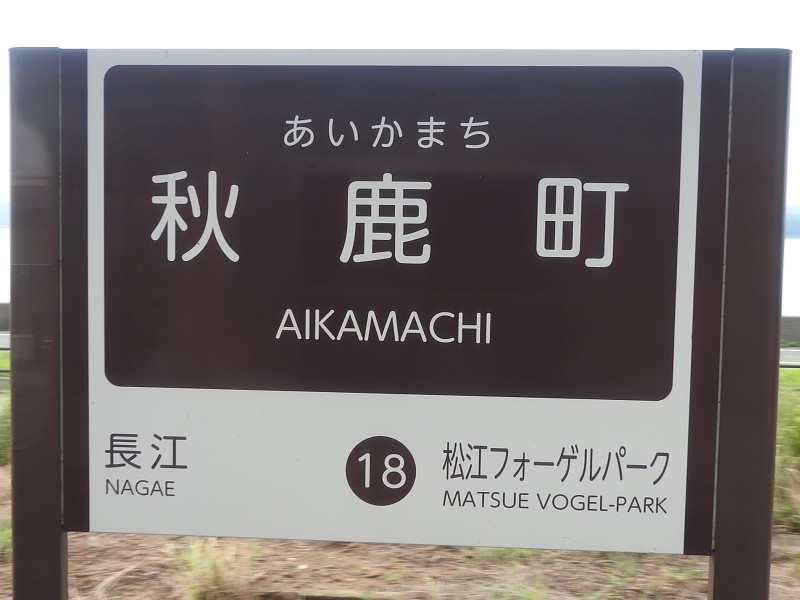 あいかまち
秋鹿町
AIKAMACHI
長江
NAGAE
18
松江フォーゲルパーク
MATSUE VOGEL-PARK